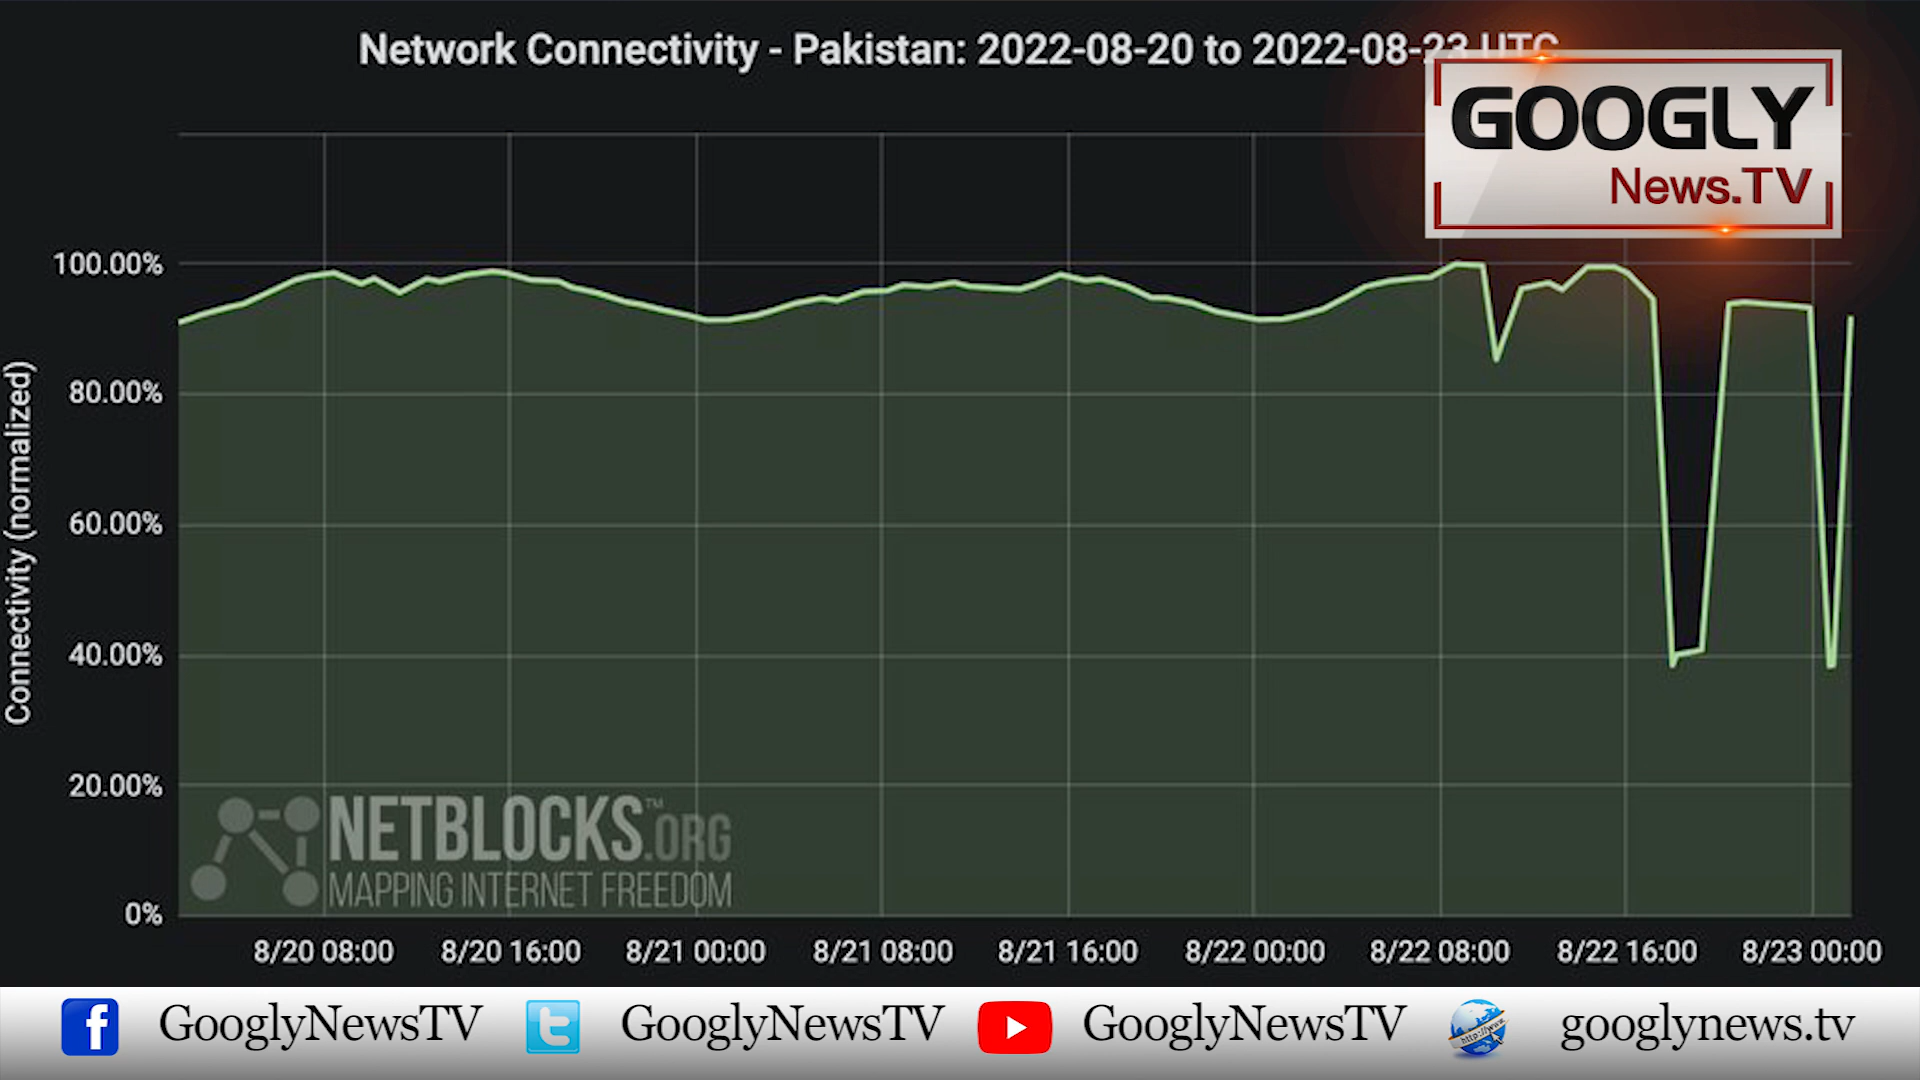 Network Connectivity - Pakistan: 2022-08-20 to 2022-08-23 UTC
GOOGLY
News.TV
Connectivity (normalized)
100.00%
80.00%
60.00%
40.00%
20.00%
0%
NETBLOCKS.ORG™
MAPPING INTERNET FREEDOM
8/20 08:00 8/20 16:00 8/21 00:00 8/21 08:00 8/21 16:00 8/22 00:00 8/22 08:00 8/22 16:00 8/23 00:00
GooglyNewsTV GooglyNewsTV GooglyNewsTV googlynews.tv